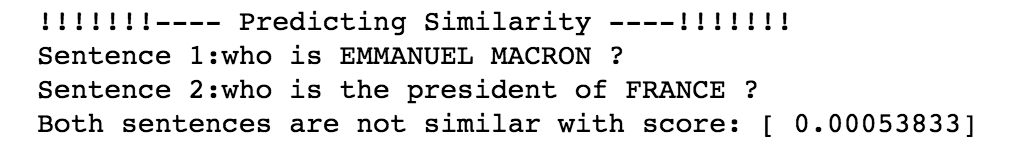 !!!!!!!---- Predicting Similarity ----!!!!!!!
Sentence 1:who is EMMANUEL MACRON ?
Sentence 2:who is the president of FRANCE ?
Both sentences are not similar with score: [ 0.00053833]